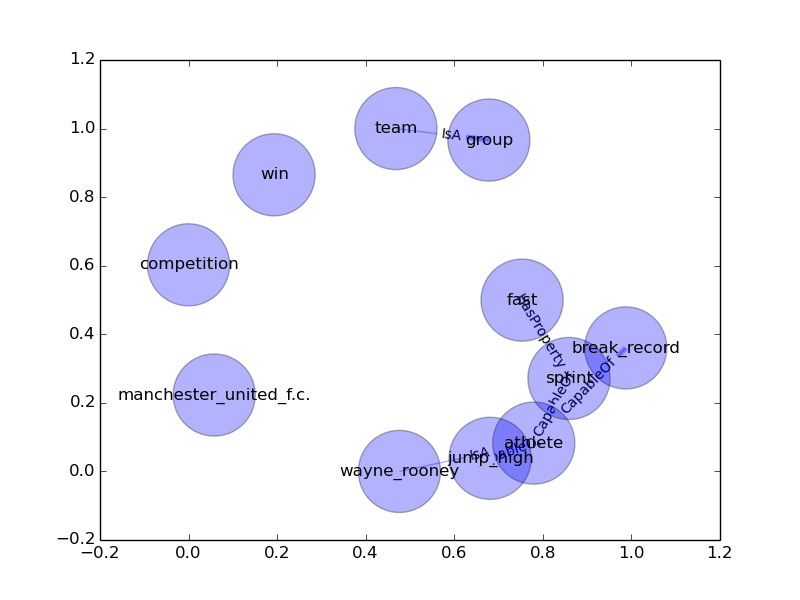 1.2
1.0
0.8
0.6
0.4
0.2
0.0
−0.2
team
IsA
group
win
competition
fast
HasProperty
break_record
sprint
CapableOf
CapableOf
manchester_united_f.c.
athlete
jump_high
IsA
wayne_rooney
−0.2
0.0
0.2
0.4
0.6
0.8
1.0
1.2